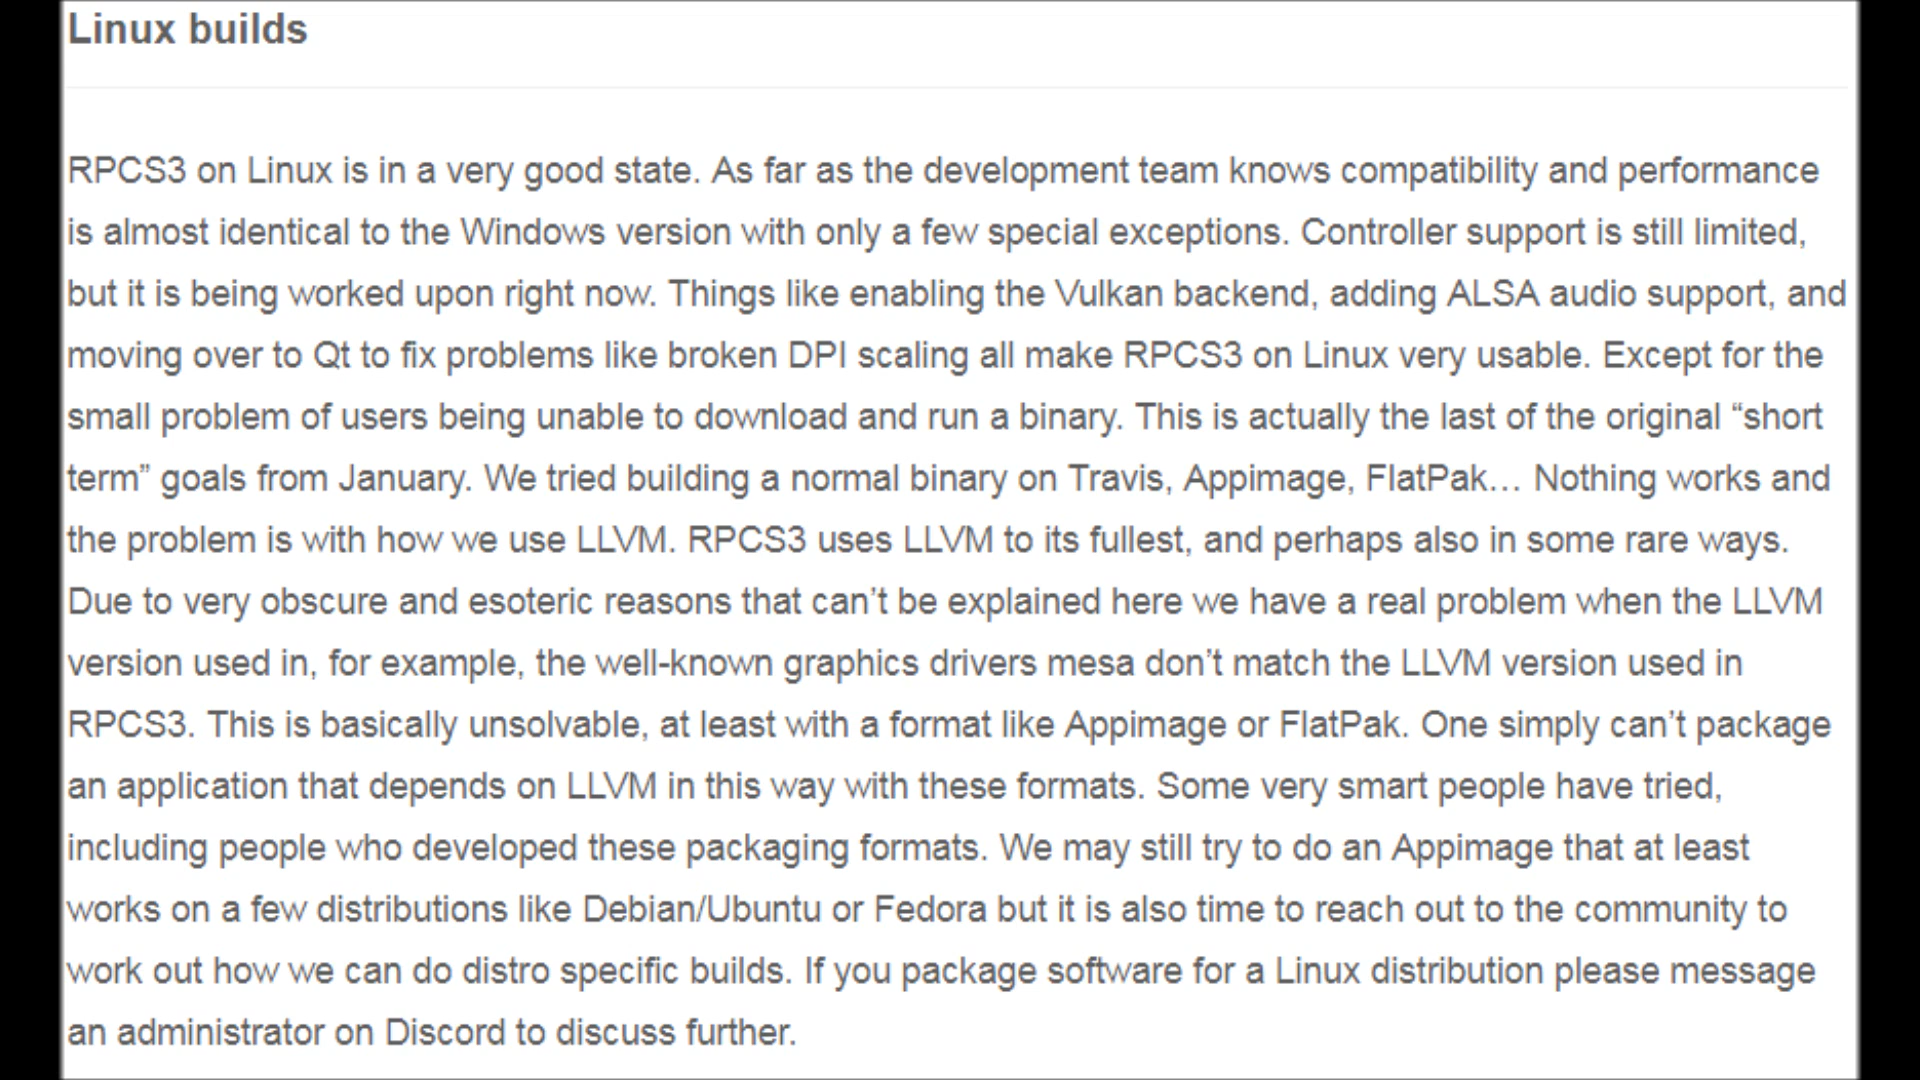 Linux builds
RPCS3 on Linux is in a very good state. As far as the development team knows compatibility and performance
is almost identical to the Windows version with only a few special exceptions. Controller support is still limited,
but it is being worked upon right now. Things like enabling the Vulkan backend, adding ALSA audio support, and
moving over to Qt to fix problems like broken DPI scaling all make RPCS3 on Linux very usable. Except for the
small problem of users being unable to download and run a binary. This is actually the last of the original “short
term” goals from January. We tried building a normal binary on Travis, Appimage, FlatPak… Nothing works and
the problem is with how we use LLVM. RPCS3 uses LLVM to its fullest, and perhaps also in some rare ways.
Due to very obscure and esoteric reasons that can’t be explained here we have a real problem when the LLVM
version used in, for example, the well-known graphics drivers mesa don’t match the LLVM version used in
RPCS3. This is basically unsolvable, at least with a format like Appimage or FlatPak. One simply can’t package
an application that depends on LLVM in this way with these formats. Some very smart people have tried,
including people who developed these packaging formats. We may still try to do an Appimage that at least
works on a few distributions like Debian/Ubuntu or Fedora but it is also time to reach out to the community to
work out how we can do distro specific builds. If you package software for a Linux distribution please message
an administrator on Discord to discuss further.